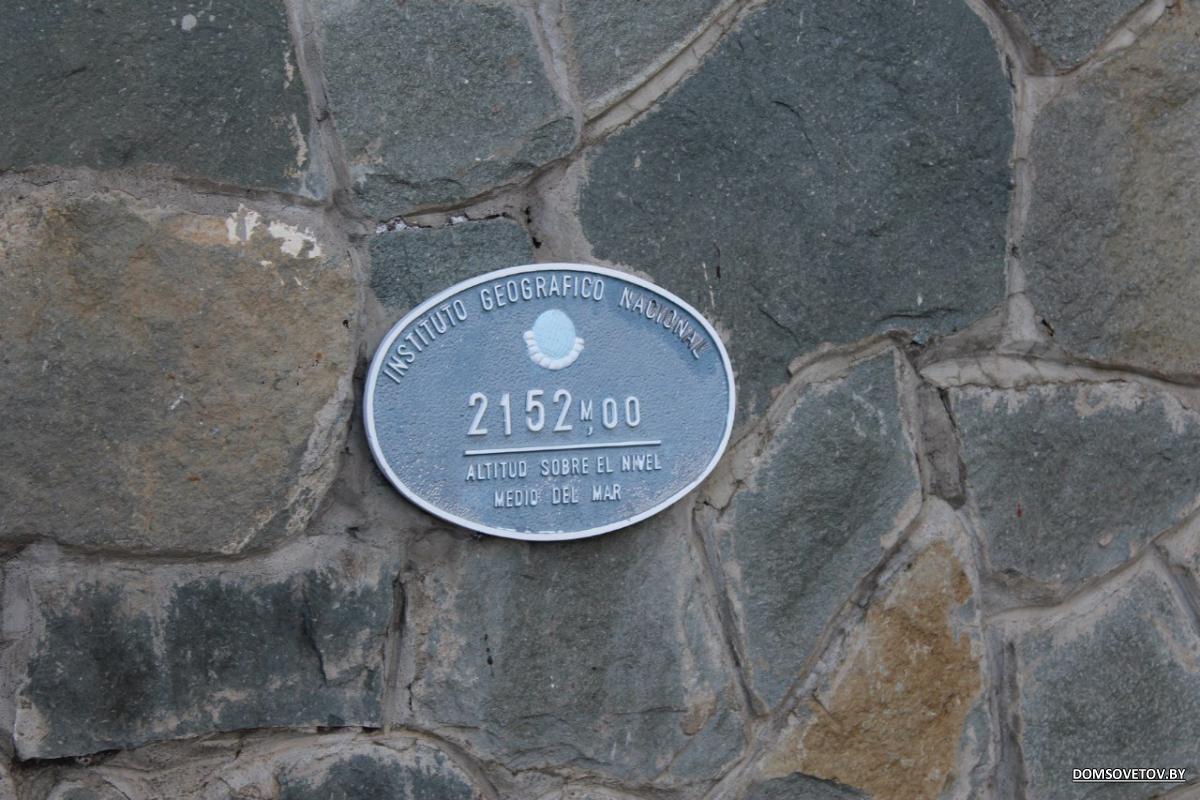 INSTITUTO GEOGRAFICO NACIONAL
2152M,00
ALTITUD SOBRE EL NIVEL
MEDIO DEL MAR
DOMSOVETOV.BY